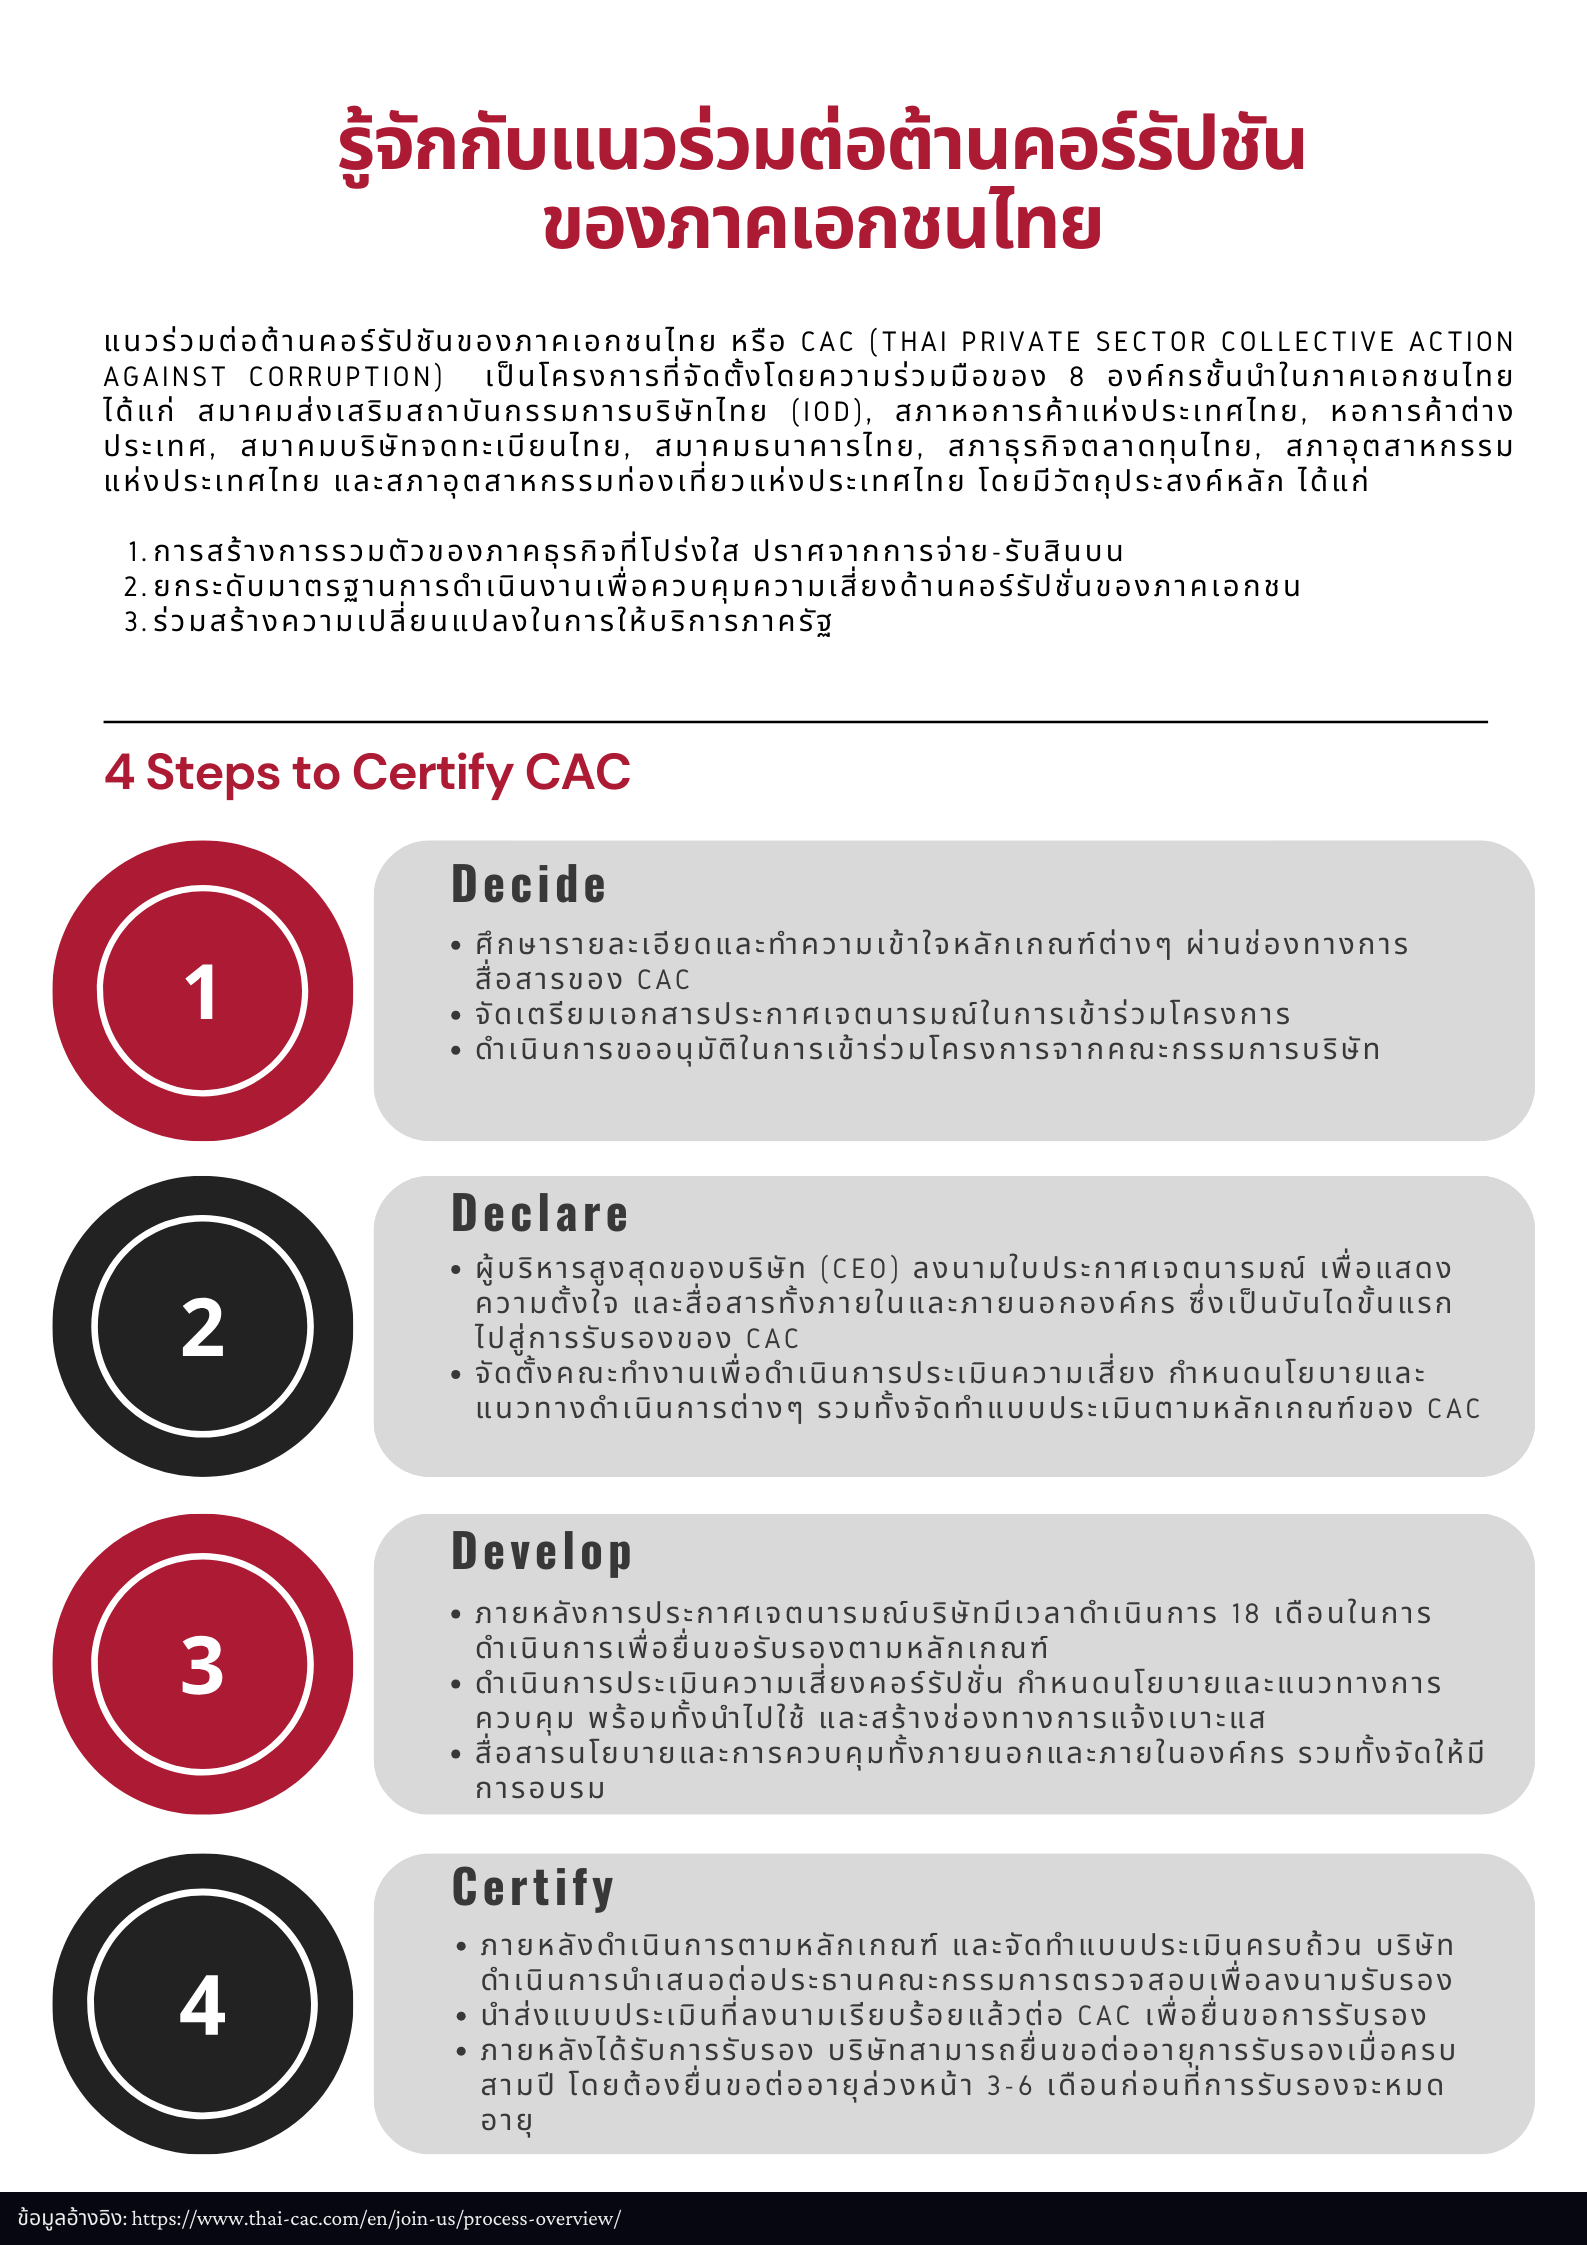 รู้จักกับแนวร่วมต่อต้านคอร์รัปชัน
ของภาคเอกชนไทย
แนวร่วมต่อต้านคอร์รัปชันของภาคเอกชนไทย หรือ CAC (THAI PRIVATE SECTOR COLLECTIVE ACTION
AGAINST CORRUPTION) เป็นโครงการที่จัดตั้งโดยความร่วมมือของ 8 องค์กรชั้นนำในภาคเอกชนไทย
ได้แก่ สมาคมส่งเสริมสถาบันกรรมการบริษัทไทย (IOD), สภาหอการค้าแห่งประเทศไทย, หอการค้าต่าง
ประเทศ, สมาคมบริษัทจดทะเบียนไทย, สมาคมธนาคารไทย, สภาธุรกิจตลาดทุนไทย, สภาอุตสาหกรรม
แห่งประเทศไทย และสภาอุตสาหกรรมท่องเที่ยวแห่งประเทศไทย โดยมีวัตถุประสงค์หลัก ได้แก่
1. การสร้างการรวมตัวของภาคธุรกิจที่โปร่งใส ปราศจากการจ่าย-รับสินบน
2. ยกระดับมาตรฐานการดำเนินงานเพื่อควบคุมความเสี่ยงด้านคอร์รัปชั่นของภาคเอกชน
3. ร่วมสร้างความเปลี่ยนแปลงในการให้บริการภาครัฐ
4 Steps to Certify CAC
1
Decide
• ศึกษารายละเอียดและทำความเข้าใจหลักเกณฑ์ต่างๆ ผ่านช่องทางการ
สื่อสารของ CAC
• จัดเตรียมเอกสารประกาศเจตนารมณ์ในการเข้าร่วมโครงการ
• ดำเนินการขออนุมัติในการเข้าร่วมโครงการจากคณะกรรมการบริษัท
2
Declare
• ผู้บริหารสูงสุดของบริษัท (CEO) ลงนามใบประกาศเจตนารมณ์ เพื่อแสดง
ความตั้งใจ และสื่อสารทั้งภายในและภายนอกองค์กร ซึ่งเป็นบันไดขั้นแรก
ไปสู่การรับรองของ CAC
• จัดตั้งคณะทำงานเพื่อดำเนินการประเมินความเสี่ยง กำหนดนโยบายและ
แนวทางดำเนินการต่างๆ รวมทั้งจัดทำแบบประเมินตามหลักเกณฑ์ของ CAC
3
Develop
• ภายหลังการประกาศเจตนารมณ์บริษัทมีเวลาดำเนินการ 18 เดือนในการ
ดำเนินการเพื่อยื่นขอรับรองตามหลักเกณฑ์
• ดำเนินการประเมินความเสี่ยงคอร์รัปชั่น กำหนดนโยบายและแนวทางการ
ควบคุม พร้อมทั้งนำไปใช้ และสร้างช่องทางการแจ้งเบาะแส
• สื่อสารนโยบายและการควบคุมทั้งภายนอกและภายในองค์กร รวมทั้งจัดให้มี
การอบรม
4
Certify
• ภายหลังดำเนินการตามหลักเกณฑ์ และจัดทำแบบประเมินครบถ้วน บริษัท
ดำเนินการนำเสนอต่อประธานคณะกรรมการตรวจสอบเพื่อลงนามรับรอง
• นำส่งแบบประเมินที่ลงนามเรียบร้อยแล้วต่อ CAC เพื่อยื่นขอการรับรอง
• ภายหลังได้รับการรับรอง บริษัทสามารถยื่นขอต่ออายุการรับรองเมื่อครบ
สามปี โดยต้องยื่นขอต่ออายุล่วงหน้า 3-6 เดือนก่อนที่การรับรองจะหมด
อายุ
ข้อมูลอ้างอิง: https://www.thai-cac.com/en/join-us/process-overview/